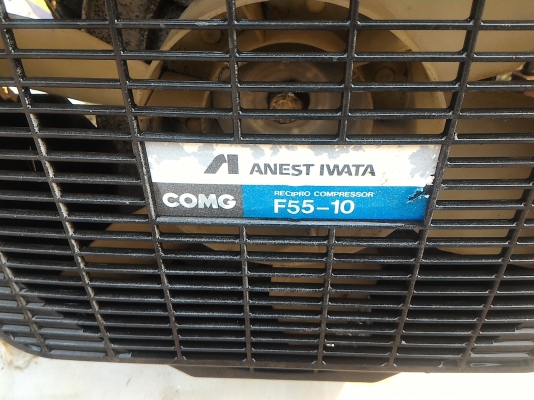 ANEST IWATA
COMG
RECIPRO COMPRESSOR
F55-10